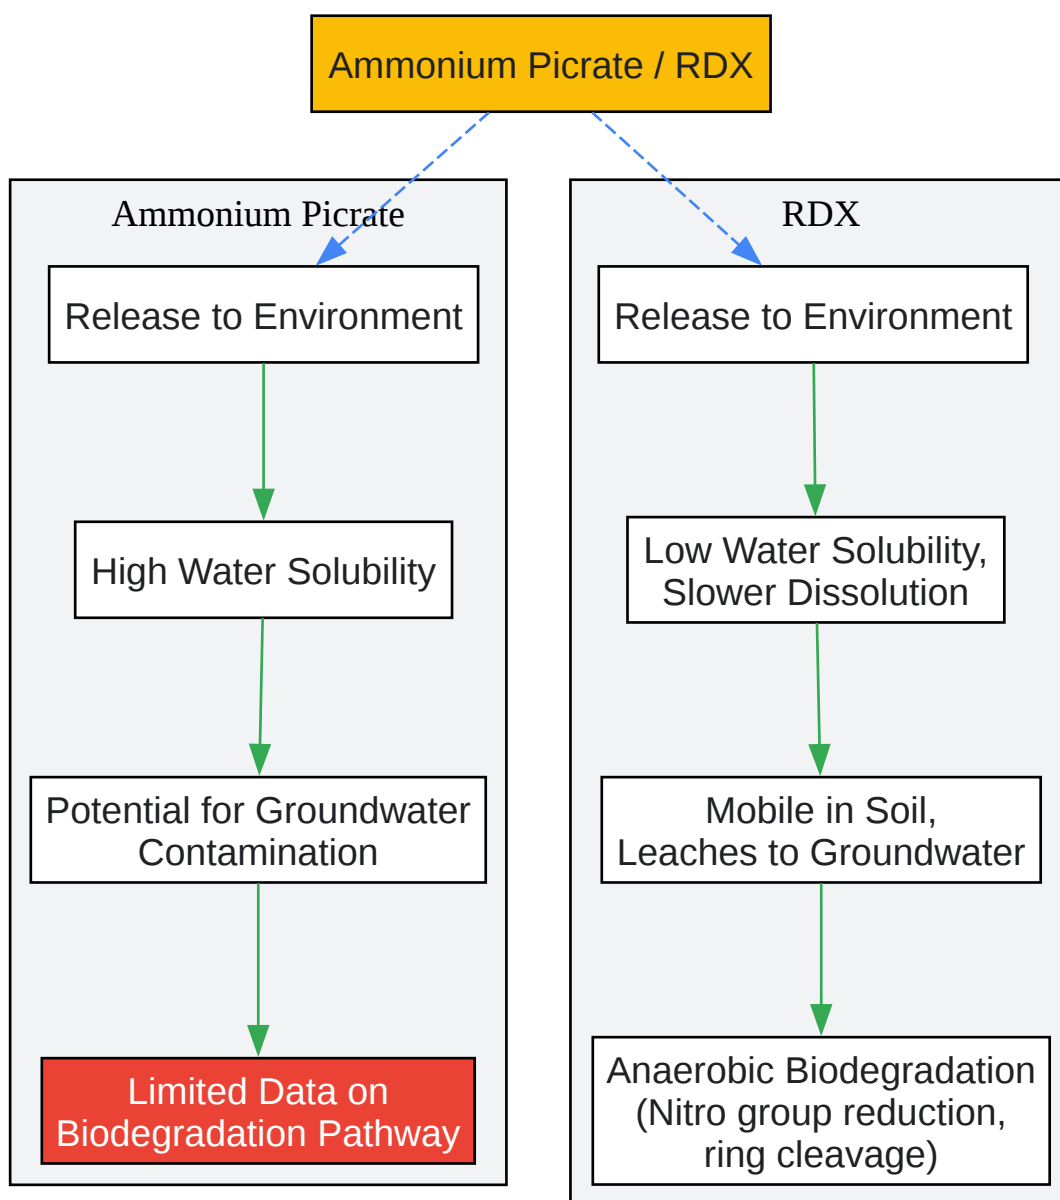 Ammonium Picrate / RDX
Ammonium Picrate
Release to Environment
High Water Solubility
Potential for Groundwater
Contamination
Limited Data on
Biodegradation Pathway
RDX
Release to Environment
Low Water Solubility,
Slower Dissolution
Mobile in Soil,
Leaches to Groundwater
Anaerobic Biodegradation
(Nitro group reduction,
ring cleavage)